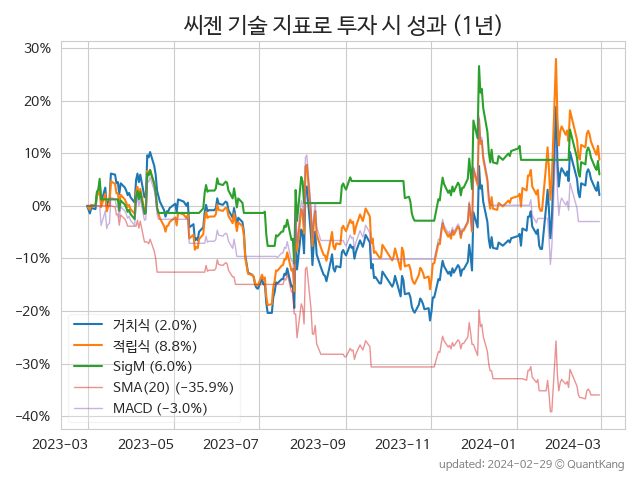 씨젠 기술 지표로 투자 시 성과 (1년)
30%
20%
10%
0%
−10%
−20%
−30%
−40%
거치식 (2.0%)
적립식 (8.8%)
SigM (6.0%)
SMA(20) (−35.9%)
MACD (−3.0%)
2023-03 2023-05 2023-07 2023-09 2023-11 2024-01 2024-03
updated: 2024-02-29 © QuantKang